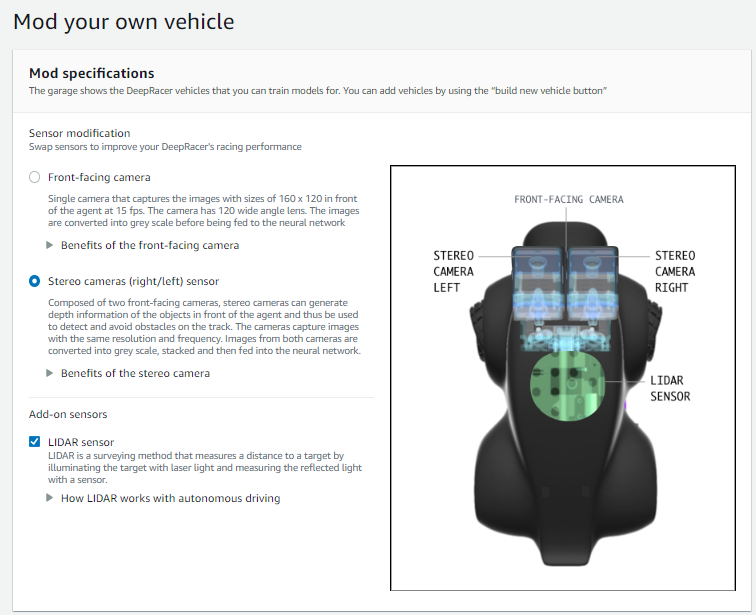 Mod your own vehicle
Mod specifications
The garage shows the DeepRacer vehicles that you can train models for. You can add vehicles by using the “build new vehicle button”
Sensor modification
Swap sensors to improve your DeepRacer's racing performance
Front-facing camera
Single camera that captures the images with sizes of 160 x 120 in front
of the agent at 15 fps. The camera has 120 wide angle lens. The images
are converted into grey scale before being fed to the neural network
Benefits of the front-facing camera
Stereo cameras (right/left) sensor
Composed of two front-facing cameras, stereo cameras can generate
depth information of the objects in front of the agent and thus be used
to detect and avoid obstacles on the track. The cameras capture images
with the same resolution and frequency. Images from both cameras are
converted into grey scale, stacked and then fed into the neural network.
Benefits of the stereo camera
Add-on sensors
LIDAR sensor
LIDAR is a surveying method that measures a distance to a target by
illuminating the target with laser light and measuring the reflected light
with a sensor.
How LIDAR works with autonomous driving
FRONT-FACING CAMERA
STEREO
CAMERA
LEFT
STEREO
CAMERA
RIGHT
LIDAR
SENSOR